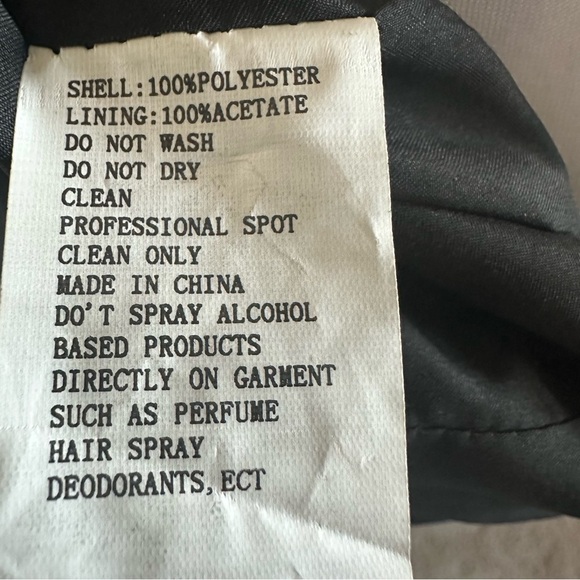 SHELL:100%POLYESTER
LINING:100%ACETATE
DO NOT WASH
DO NOT DRY
CLEAN
PROFESSIONAL SPOT
CLEAN ONLY
MADE IN CHINA
DO'T SPRAY ALCOHOL
BASED PRODUCTS
DIRECTLY ON GARMENT
SUCH AS PERFUME
HAIR SPRAY
DEODORANTS,ECT